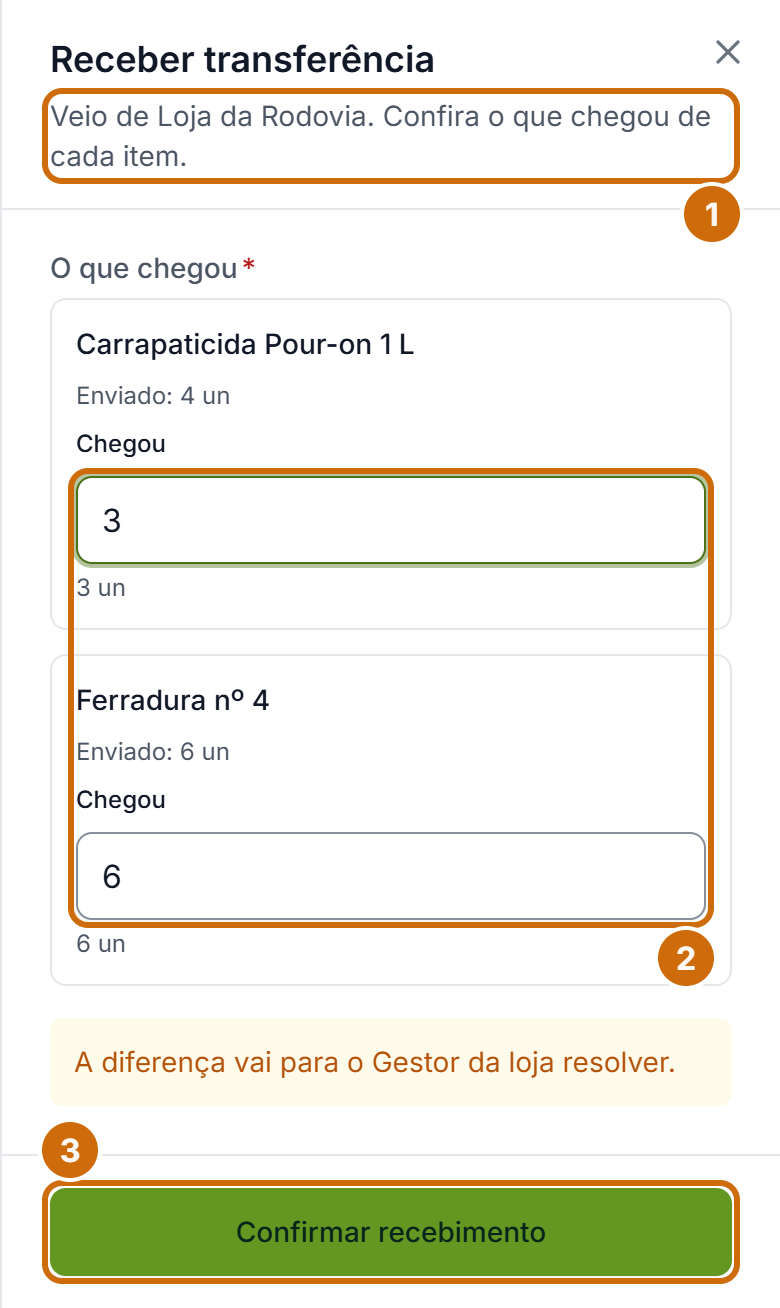 Receber transferência
Veio de Loja da Rodovia. Confira o que chegou de
cada item.
1
O que chegou*
Carrapaticida Pour-on 1 L
Enviado: 4 un
Chegou
3
3 un
Ferradura nº 4
Enviado: 6 un
Chegou
6
6 un
2
A diferença vai para o Gestor da loja resolver.
3
Confirmar recebimento